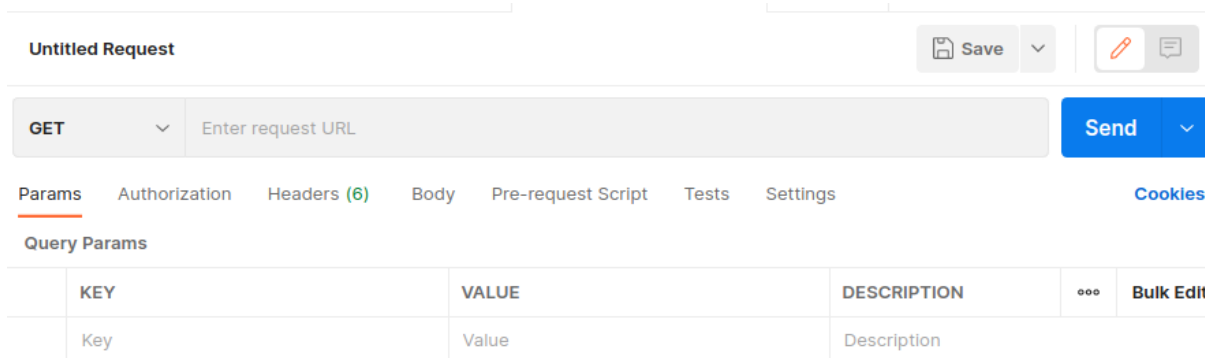 Untitled Request Save
GET Enter request URL Send
Params Authorization Headers (6) Body Pre-request Script Tests Settings Cookies
Query Params
KEY VALUE DESCRIPTION Bulk Edit
Key Value Description